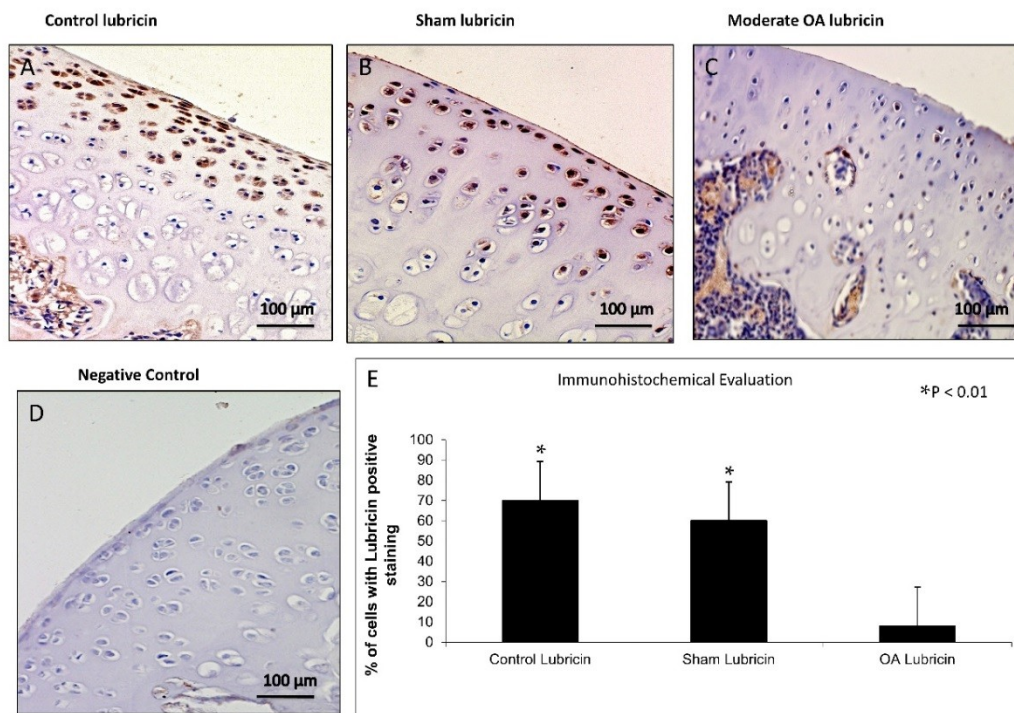 Control lubricin
Sham lubricin
Moderate OA lubricin
A
B
C
100 µm
100 µm
100 µm
Negative Control
D
100 µm
E
Immunohistochemical Evaluation
*P < 0.01
% of cells with Lubricin positive
staining
100
90
80
70
60
50
40
30
20
10
0
*
*
Control Lubricin
Sham Lubricin
OA Lubricin